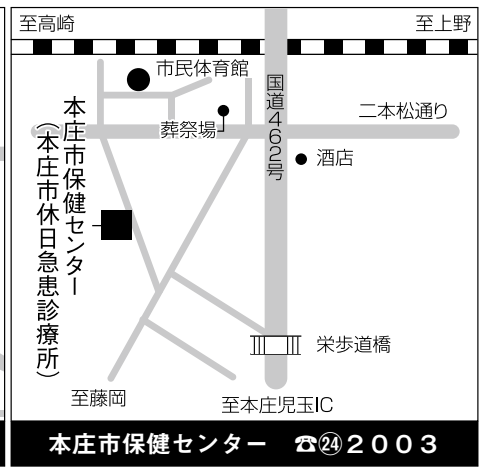 至高崎
至上野
市民体育館
国道462号
二本松通り
葬祭場
酒店
本庄市保健センター
（本庄市休日急患診療所）
栄歩道橋
至藤岡
至本庄児玉IC
本庄市保健センター ☎㉔2003